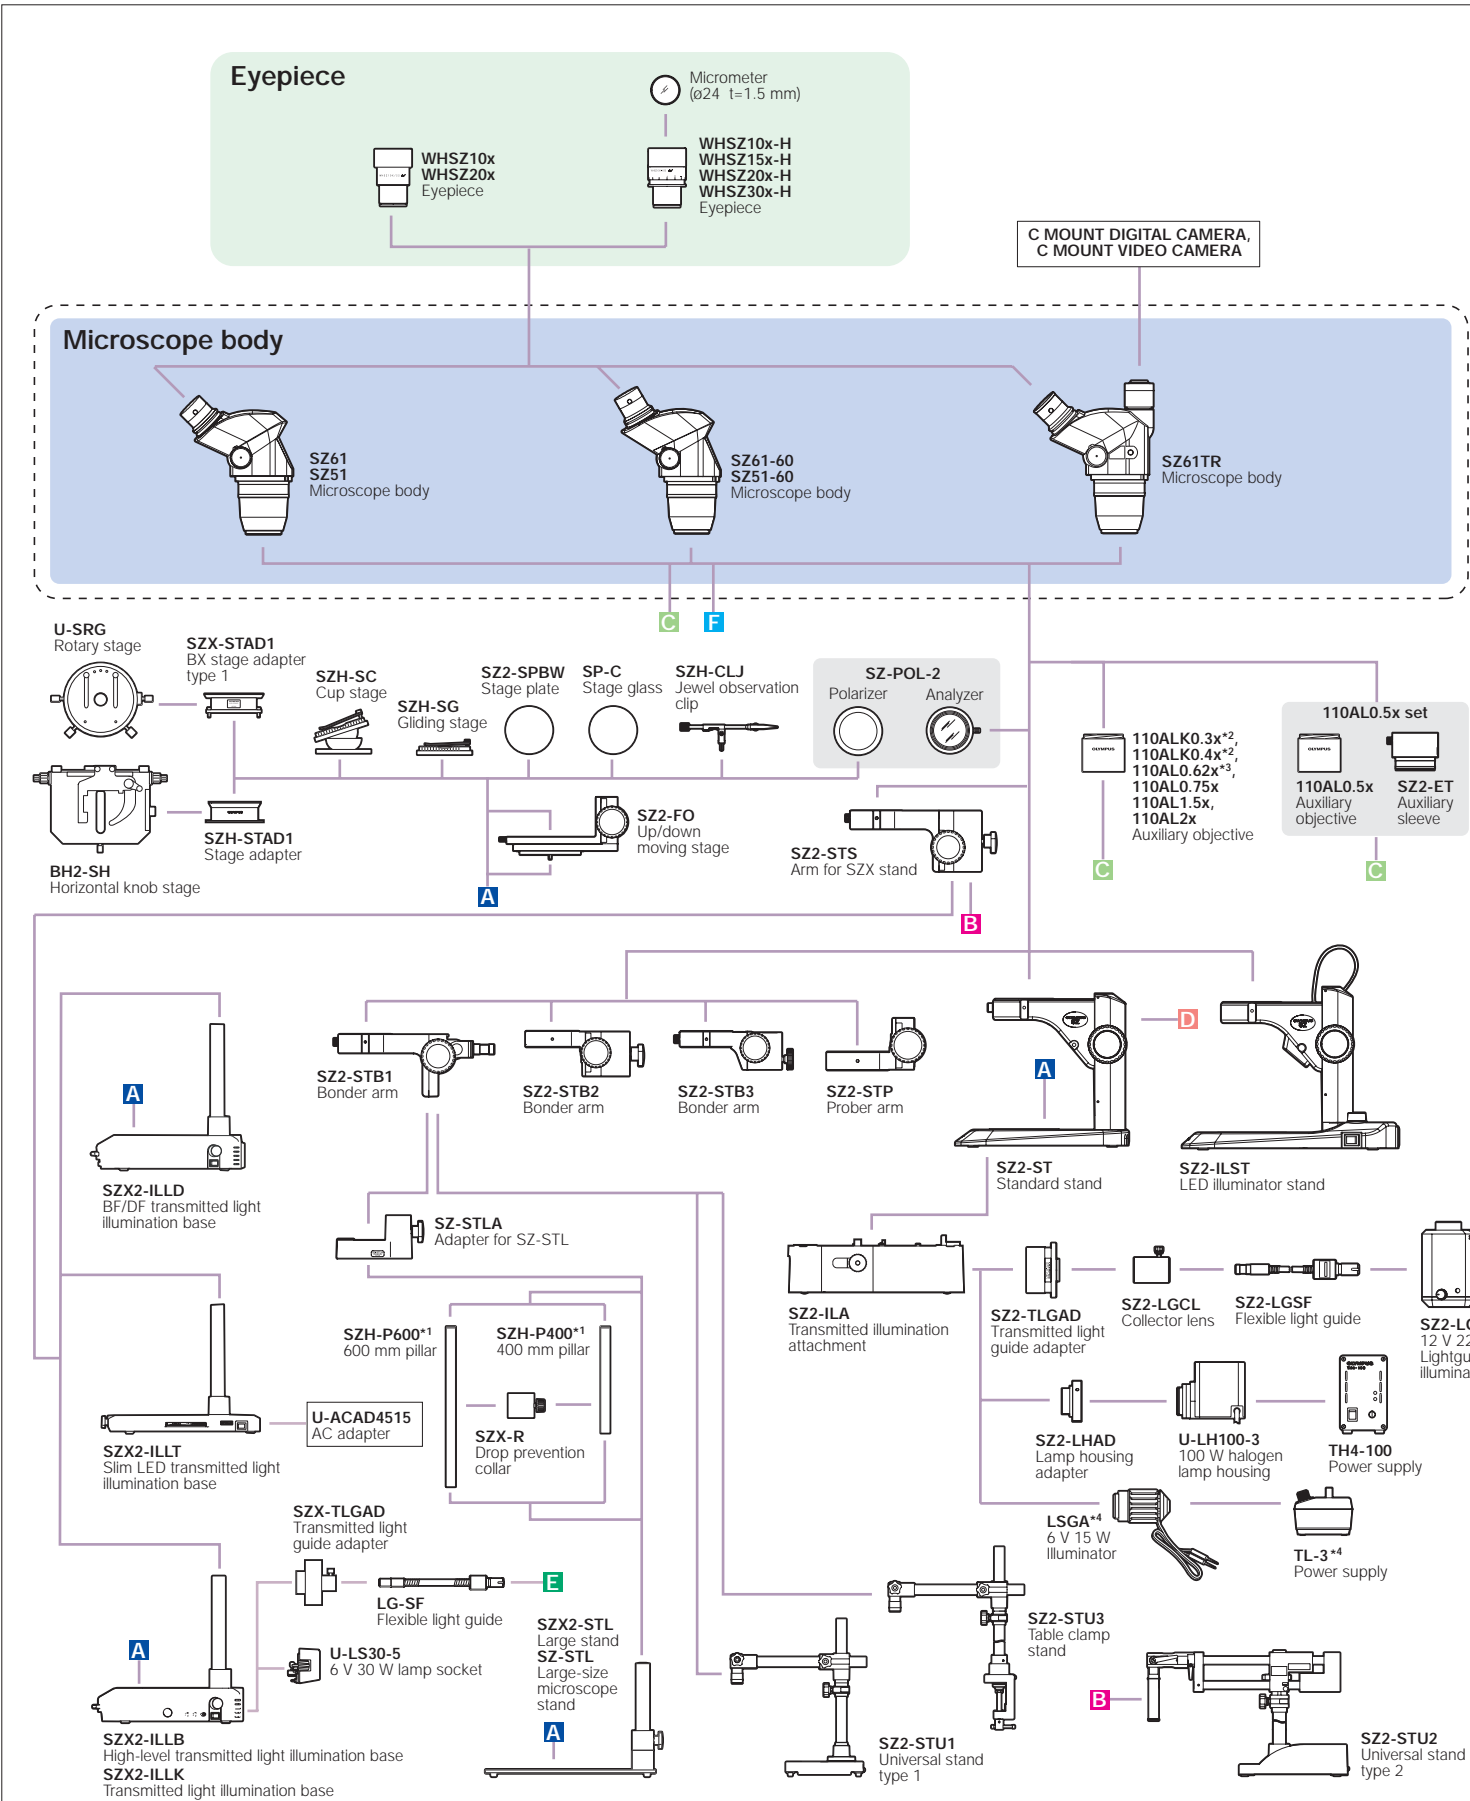 Eyepiece
Micrometer
(ø24 t=1.5 mm)
WHSZ10x
WHSZ20x
Eyepiece
WHSZ10x-H
WHSZ15x-H
WHSZ20x-H
WHSZ30x-H
Eyepiece
C MOUNT DIGITAL CAMERA,
C MOUNT VIDEO CAMERA
Microscope body
SZ61
SZ51
Microscope body
SZ61-60
SZ51-60
Microscope body
SZ61TR
Microscope body
C
F
U-SRG
Rotary stage
SZX-STAD1
BX stage adapter
type 1
SZH-SC
Cup stage
SZH-SG
Gliding stage
SZ2-SPBW
Stage plate
SP-C
Stage glass
SZH-CLJ
Jewel observation
clip
SZ-POL-2
Polarizer
Analyzer
BH2-SH
Horizontal knob stage
OLYMPUS
SZH-STAD1
Stage adapter
SZ2-FO
Up/down
moving stage
A
SZ2-STS
Arm for SZX stand
B
OLYMPUS
110ALK0.3x*2,
110ALK0.4x*2,
110AL0.62x*3,
110AL0.75x
110AL1.5x,
110AL2x
Auxiliary objective
C
110AL0.5x set
OLYMPUS
110AL0.5x
Auxiliary
objective
SZ2-ET
Auxiliary
sleeve
C
A
SZX2-ILLD
BF/DF transmitted light
illumination base
SZ2-STB1
Bonder arm
SZ2-STB2
Bonder arm
SZ2-STB3
Bonder arm
SZ2-STP
Prober arm
D
A
SZ2-ST
Standard stand
SZ2-ILST
LED illuminator stand
SZ-STLA
Adapter for SZ-STL
SZ2-ILA
Transmitted illumination
attachment
SZ2-TLGAD
Transmitted light
guide adapter
SZ2-LGCL
Collector lens
SZ2-LGSF
Flexible light guide
SZ2-LG
12 V 22
Lightgu
illumina
SZH-P600*1
600 mm pillar
SZH-P400*1
400 mm pillar
SZX-R
Drop prevention
collar
SZX2-ILLT
Slim LED transmitted light
illumination base
U-ACAD4515
AC adapter
SZ2-LHAD
Lamp housing
adapter
U-LH100-3
100 W halogen
lamp housing
OLYMPUS
TH4-100
TH4-100
Power supply
LSGA*4
6 V 15 W
Illuminator
TL-3*4
Power supply
SZX-TLGAD
Transmitted light
guide adapter
LG-SF
Flexible light guide
E
U-LS30-5
6 V 30 W lamp socket
A
SZX2-ILLB
High-level transmitted light illumination base
SZX2-ILLK
Transmitted light illumination base
SZX2-STL
Large stand
SZ-STL
Large-size
microscope
stand
A
SZ2-STU3
Table clamp
stand
SZ2-STU1
Universal stand
type 1
B
SZ2-STU2
Universal stand
type 2